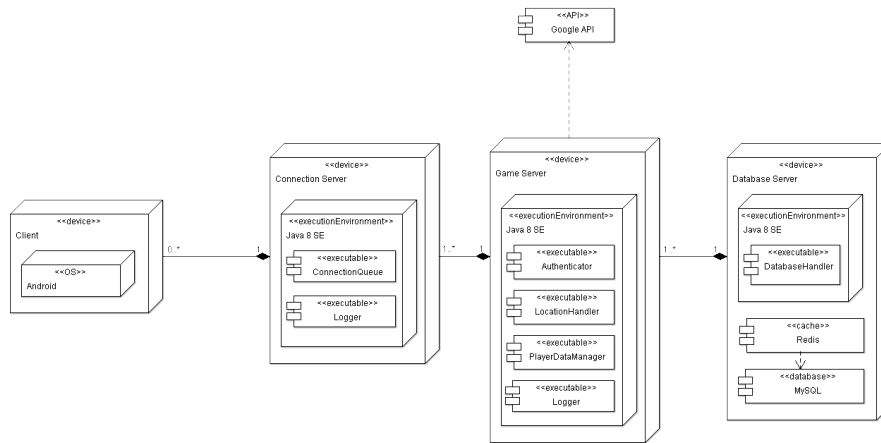 <<API>>
Google API
<<device>>
Client
<<OS>>
Android
0..*
1
<<device>>
Connection Server
<<executionEnvironment>>
Java 8 SE
<<executable>>
ConnectionQueue
<<executable>>
Logger
1..*
1
<<device>>
Game Server
<<executionEnvironment>>
Java 8 SE
<<executable>>
Authenticator
<<executable>>
LocationHandler
<<executable>>
PlayerDataManager
<<executable>>
Logger
1..*
1
<<device>>
Database Server
<<executionEnvironment>>
Java 8 SE
<<executable>>
DatabaseHandler
<<cache>>
Redis
<<database>>
MySQL